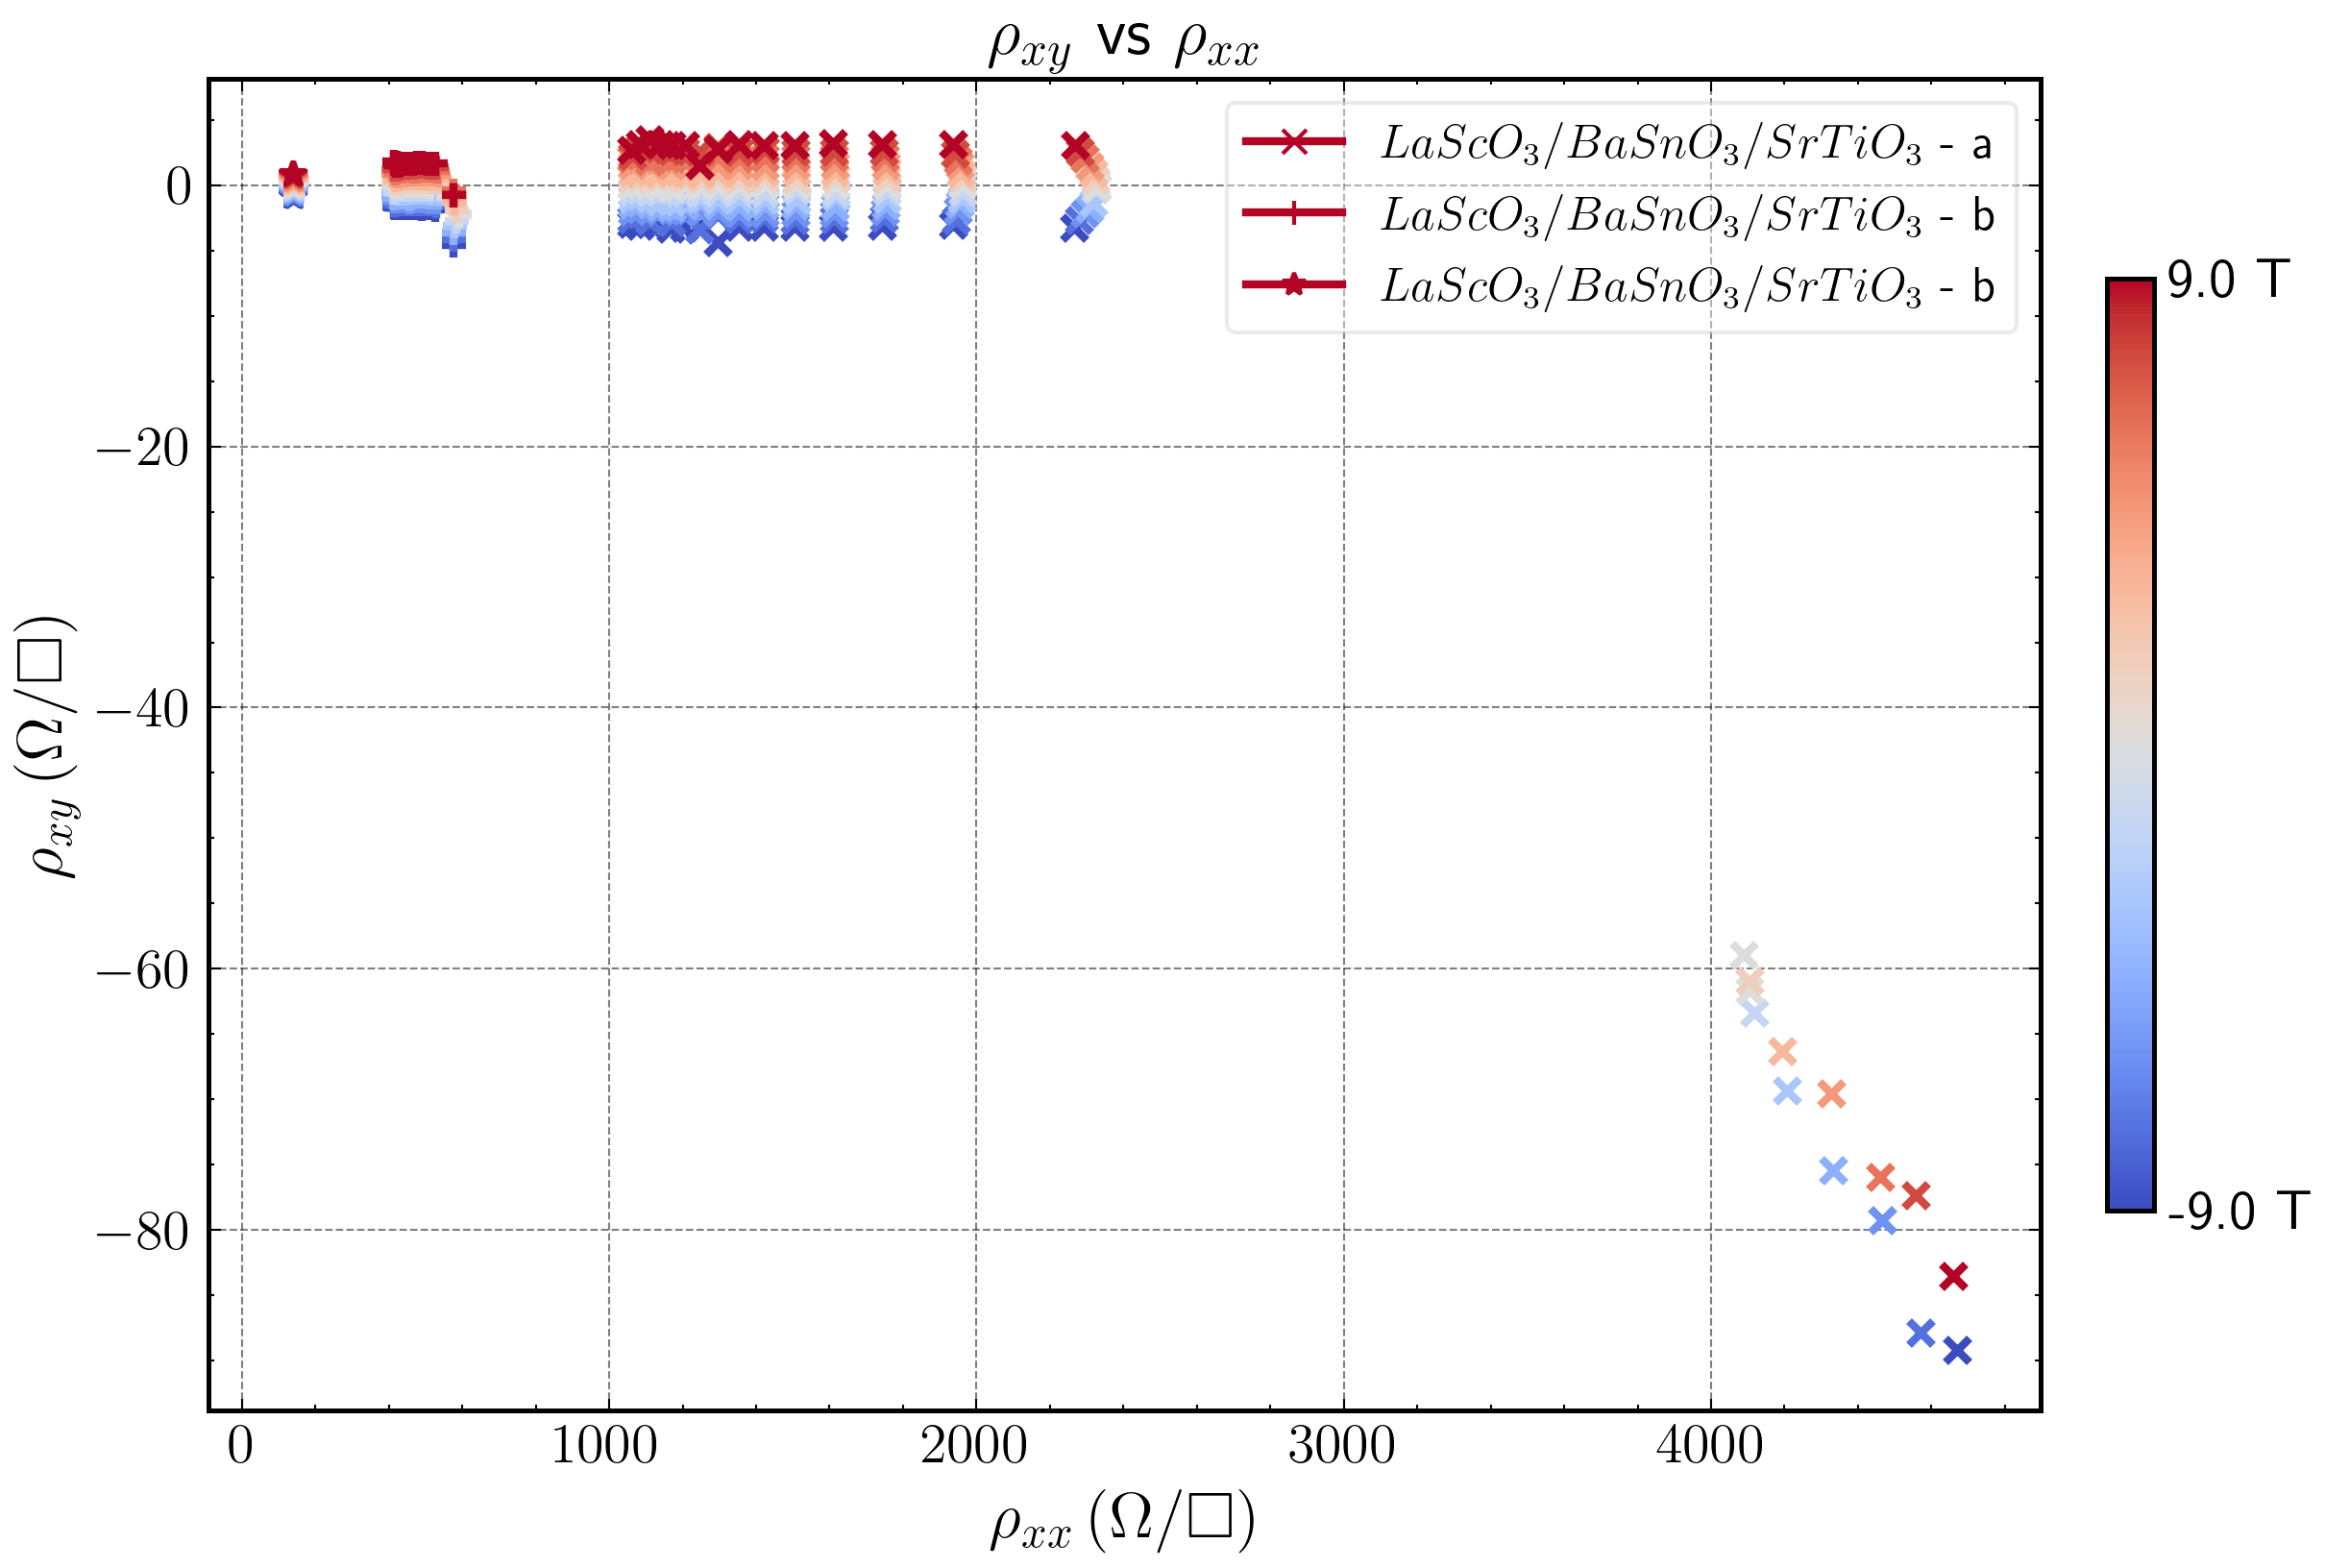 ρxy vs ρxx
LaScO3/BaSnO3/SrTiO3 - a
LaScO3/BaSnO3/SrTiO3 - b
LaScO3/BaSnO3/SrTiO3 - b
0
−20
−40
−60
−80
ρxy (Ω/□)
0 1000 2000 3000 4000
ρxx (Ω/□)
9.0 T
-9.0 T